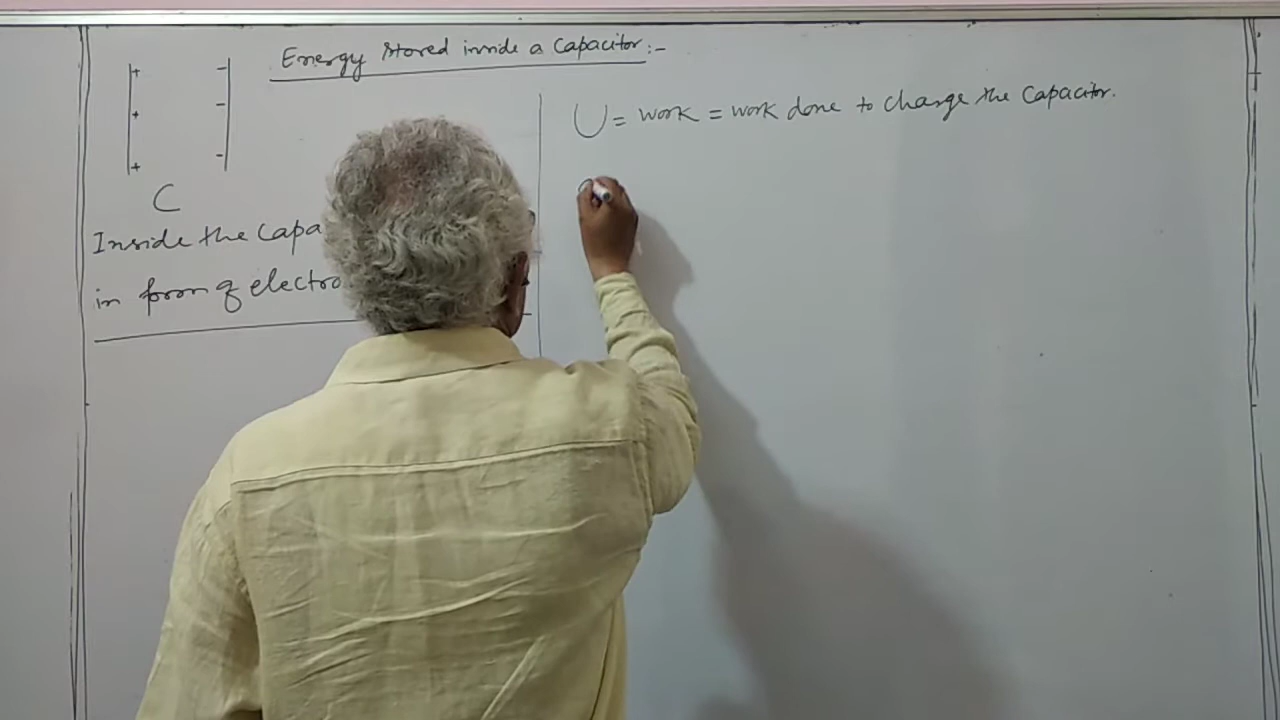 Energy stored inside a capacitor :-
+ -
+ -
+ -
C
Inside the capa
in form of electro
U = work = work done to charge the capacitor.